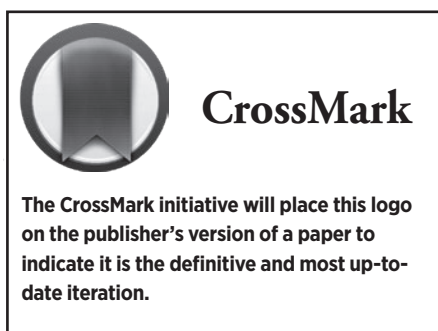 CrossMark
The CrossMark initiative will place this logo
on the publisher's version of a paper to
indicate it is the definitive and most up-to-
date iteration.